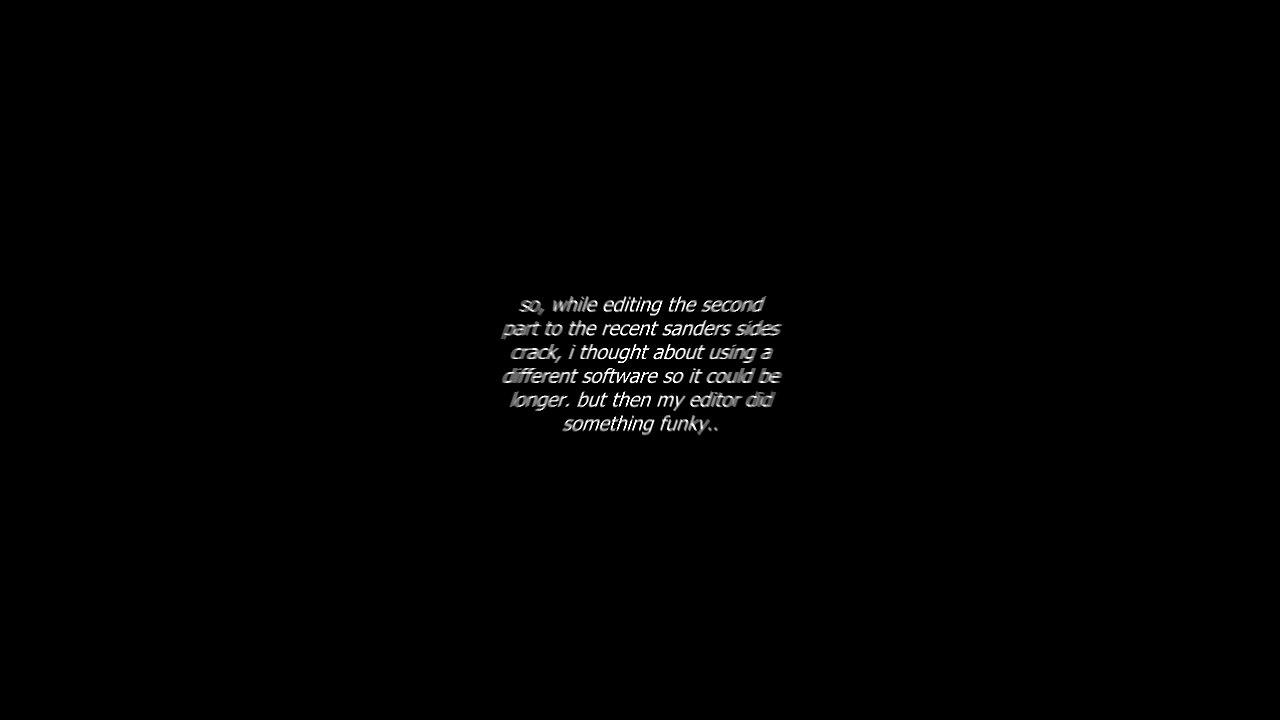 so, while editing the second
part to the recent sanders sides
crack, i thought about using a
different software so it could be
longer. but then my editor did
something funky..